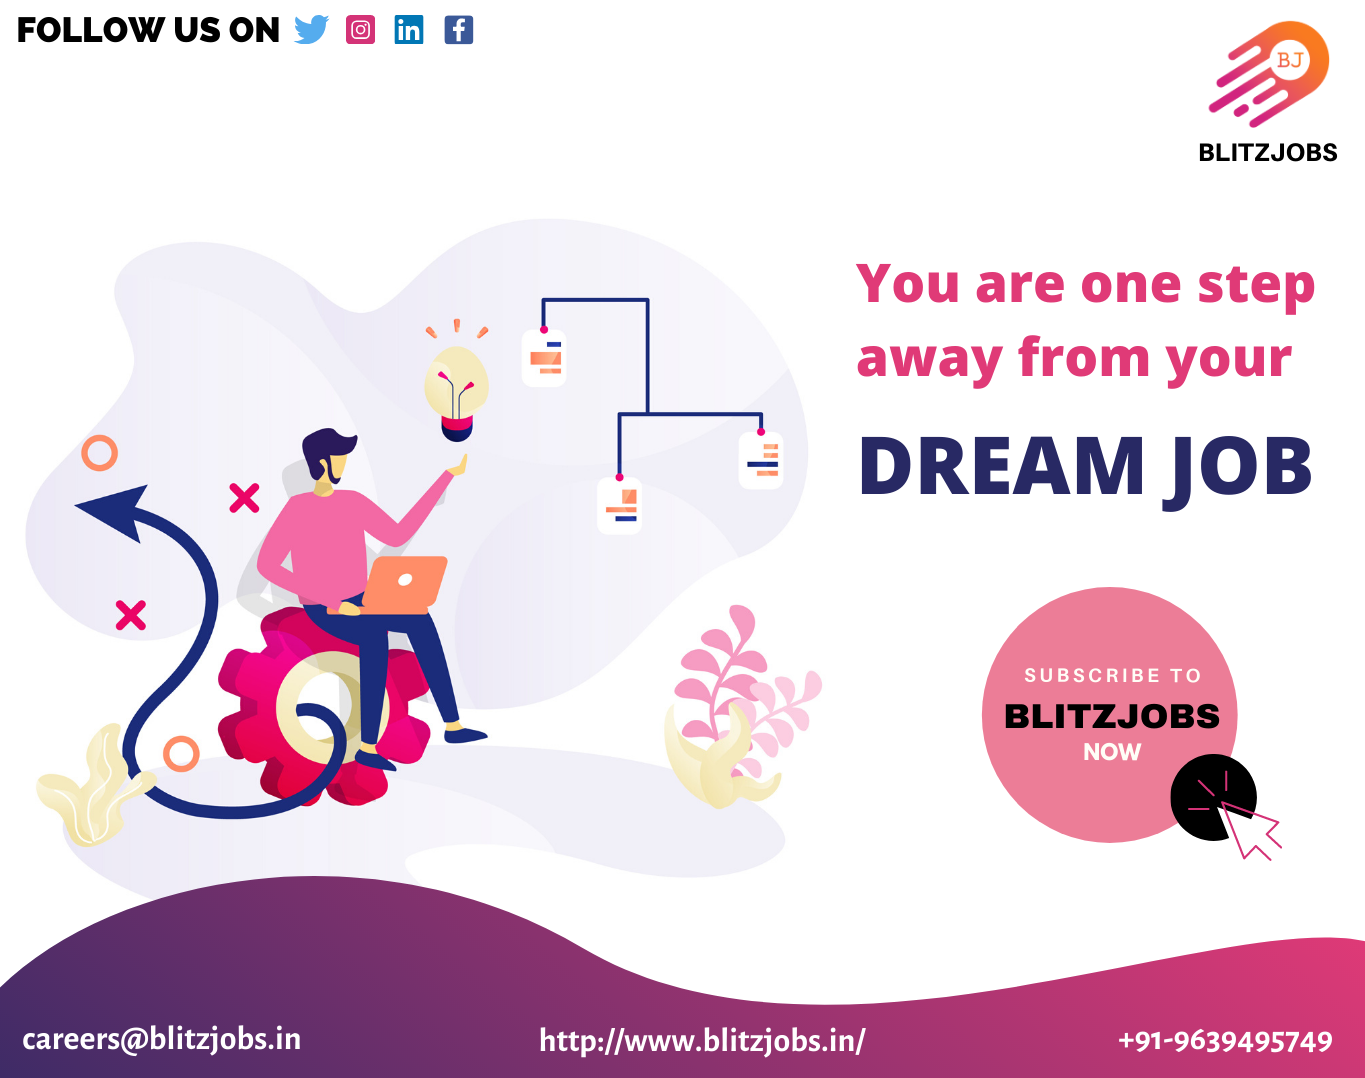 FOLLOW US ON
BJ
BLITZJOBS
You are one step
away from your
DREAM JOB
SUBSCRIBE TO
BLITZJOBS
NOW
careers@blitzjobs.in
http://www.blitzjobs.in/
+91-9639495749